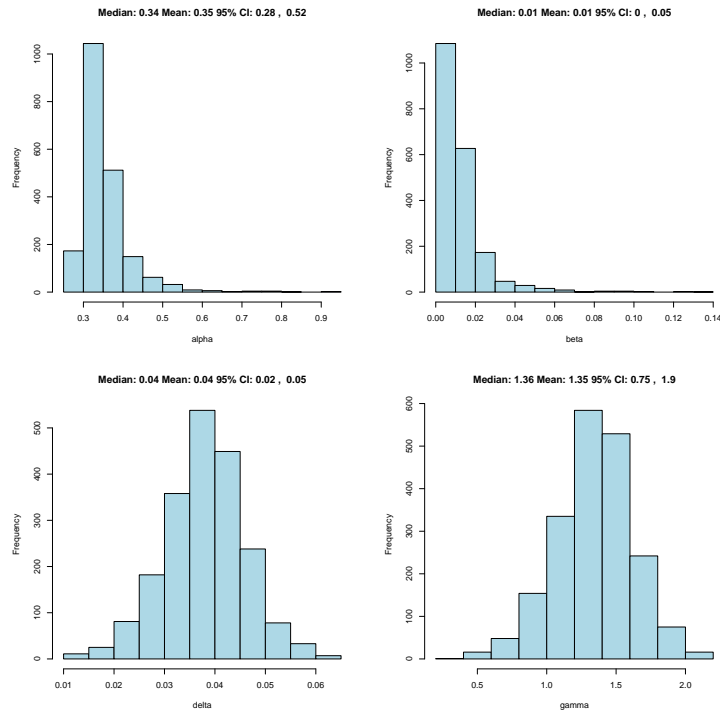 Median: 0.34 Mean: 0.35 95% CI: 0.28 , 0.52
Frequency
0 200 400 600 800 1000
0.3 0.4 0.5 0.6 0.7 0.8 0.9
alpha
Median: 0.01 Mean: 0.01 95% CI: 0 , 0.05
Frequency
0 200 400 600 800 1000
0.00 0.02 0.04 0.06 0.08 0.10 0.12 0.14
beta
Median: 0.04 Mean: 0.04 95% CI: 0.02 , 0.05
Frequency
0 100 200 300 400 500
0.01 0.02 0.03 0.04 0.05 0.06
delta
Median: 1.36 Mean: 1.35 95% CI: 0.75 , 1.9
Frequency
0 100 200 300 400 500 600
0.5 1.0 1.5 2.0
gamma